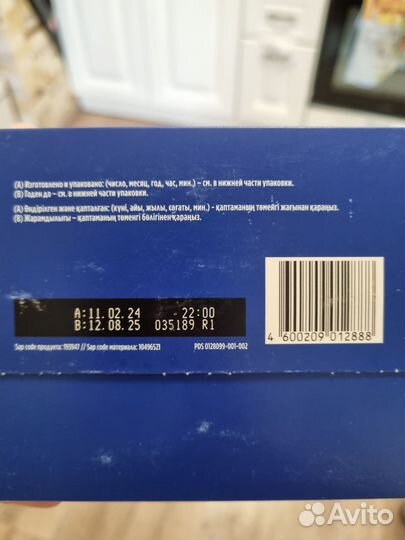 (А) Изготовлено и упаковано: (число, месяц, год, час, мин.) – см. в нижней части упаковки.
(В) Годен до – см. в нижней части упаковки.
(А) Өндірілген және қапталған: (күні, айы, жылы, сағаты, мин.) - қаптаманың төменгі жағынан қараңыз.
(В) Жарамдылығы – қаптаманың төменгі бөлігінен қараңыз.
A:11.02.24 22:00
B:12.08.25 035189 R1
4 600209 012888
Sap code продукта: 193947 // Sap code материала: 10496521 PDS 0128099-001-002
Avito